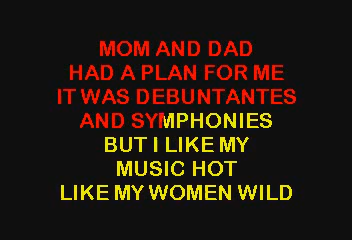 MOM AND DAD
HAD A PLAN FOR ME
IT WAS DEBUNTANTES
AND SYMPHONIES
BUT I LIKE MY
MUSIC HOT
LIKE MY WOMEN WILD